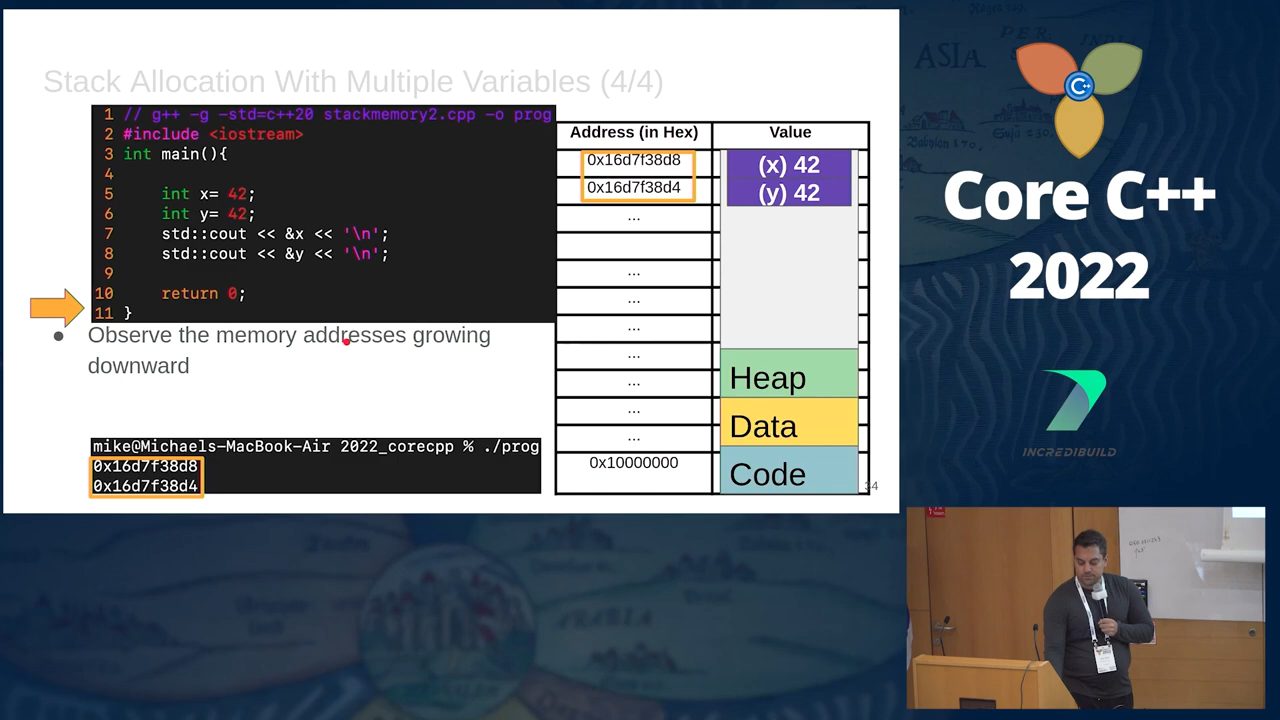 Stack Allocation With Multiple Variables (4/4)
1 // g++ -g -std=c++20 stackmemory2.cpp -o prog
2 #include <iostream>
3 int main(){
4
5 int x= 42;
6 int y= 42;
7 std::cout << &x << '\n';
8 std::cout << &y << '\n';
9
10 return 0;
11 }
● Observe the memory addresses growing
downward
mike@Michaels-MacBook-Air 2022_corecpp % ./prog
0x16d7f38d8
0x16d7f38d4
Address (in Hex) Value
0x16d7f38d8 (x) 42
0x16d7f38d4 (y) 42
...
...
...
...
...
... Heap
...
... Data
0x10000000 Code
34
ASIA
C++
Core C++
2022
INCREDIBUILD
ARABIA